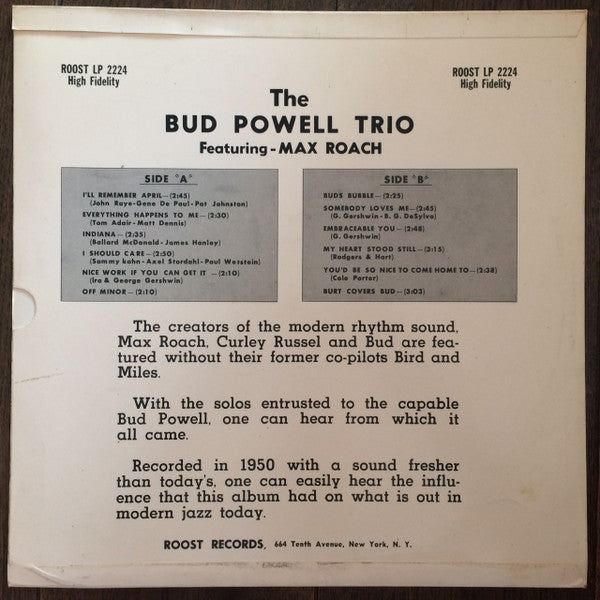 ROOST LP 2224
High Fidelity
ROOST LP 2224
High Fidelity
The
BUD POWELL TRIO
Featuring - MAX ROACH
SIDE "A"
I'LL REMEMBER APRIL—(2:45)
(John Raye-Gene De Paul - Pat Johnston)
EVERYTHING HAPPENS TO ME—(2:30)
(Tom Adair - Matt Dennis)
INDIANA—(2:35)
(Ballard McDonald - James Hanley)
I SHOULD CARE—(2:50)
(Sammy kahn - Axel Stordahl - Paul Wetstein)
NICE WORK IF YOU CAN GET IT —(2:10)
(Ira & George Gershwin)
OFF MINOR—(2:10)
SIDE "B"
BUDS BUBBLE—(2:25)
SOMEBODY LOVES ME—(2:45)
(G. Gershwin - B. G. DeSylva)
EMBRACEABLE YOU—(2:48)
(G. Gershwin)
MY HEART STOOD STILL—(3:15)
(Rodgers & Hart)
YOU'D BE SO NICE TO COME HOME TO—(2:38)
(Cole Porter)
BURT COVERS BUD—(3:03)
The creators of the modern rhythm sound,
Max Roach, Curley Russel and Bud are fea-
tured without their former co-pilots Bird and
Miles.
With the solos entrusted to the capable
Bud Powell, one can hear from which it
all came.
Recorded in 1950 with a sound fresher
than today's, one can easily hear the influ-
ence that this album had on what is out in
modern jazz today.
ROOST RECORDS, 664 Tenth Avenue, New York, N. Y.